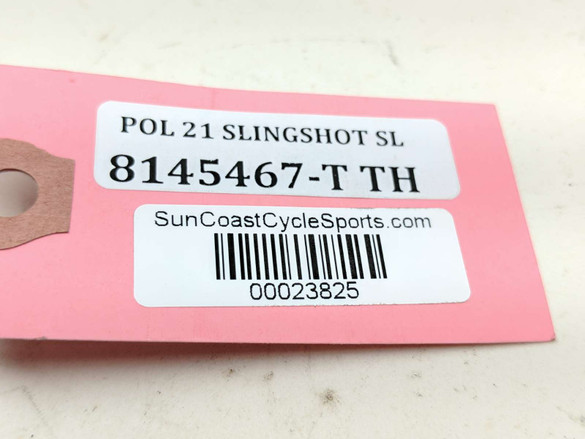 POL 21 SLINGSHOT SL
8145467-T TH
SunCoastCycleSports.com
00023825